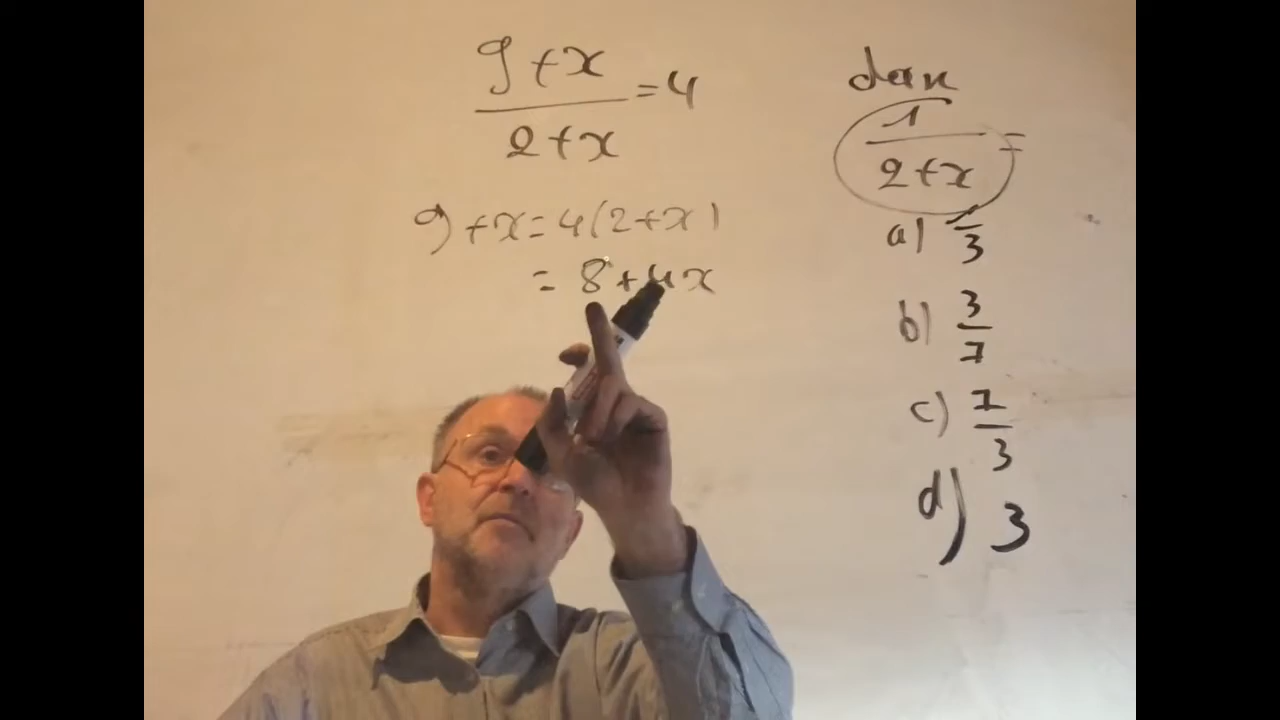 9+x
2+x
=4
9+x=4(2+x)
= 8+4x
dan
1
2+x
=
a) 1/3
b) 3/7
c) 7/3
d) 3